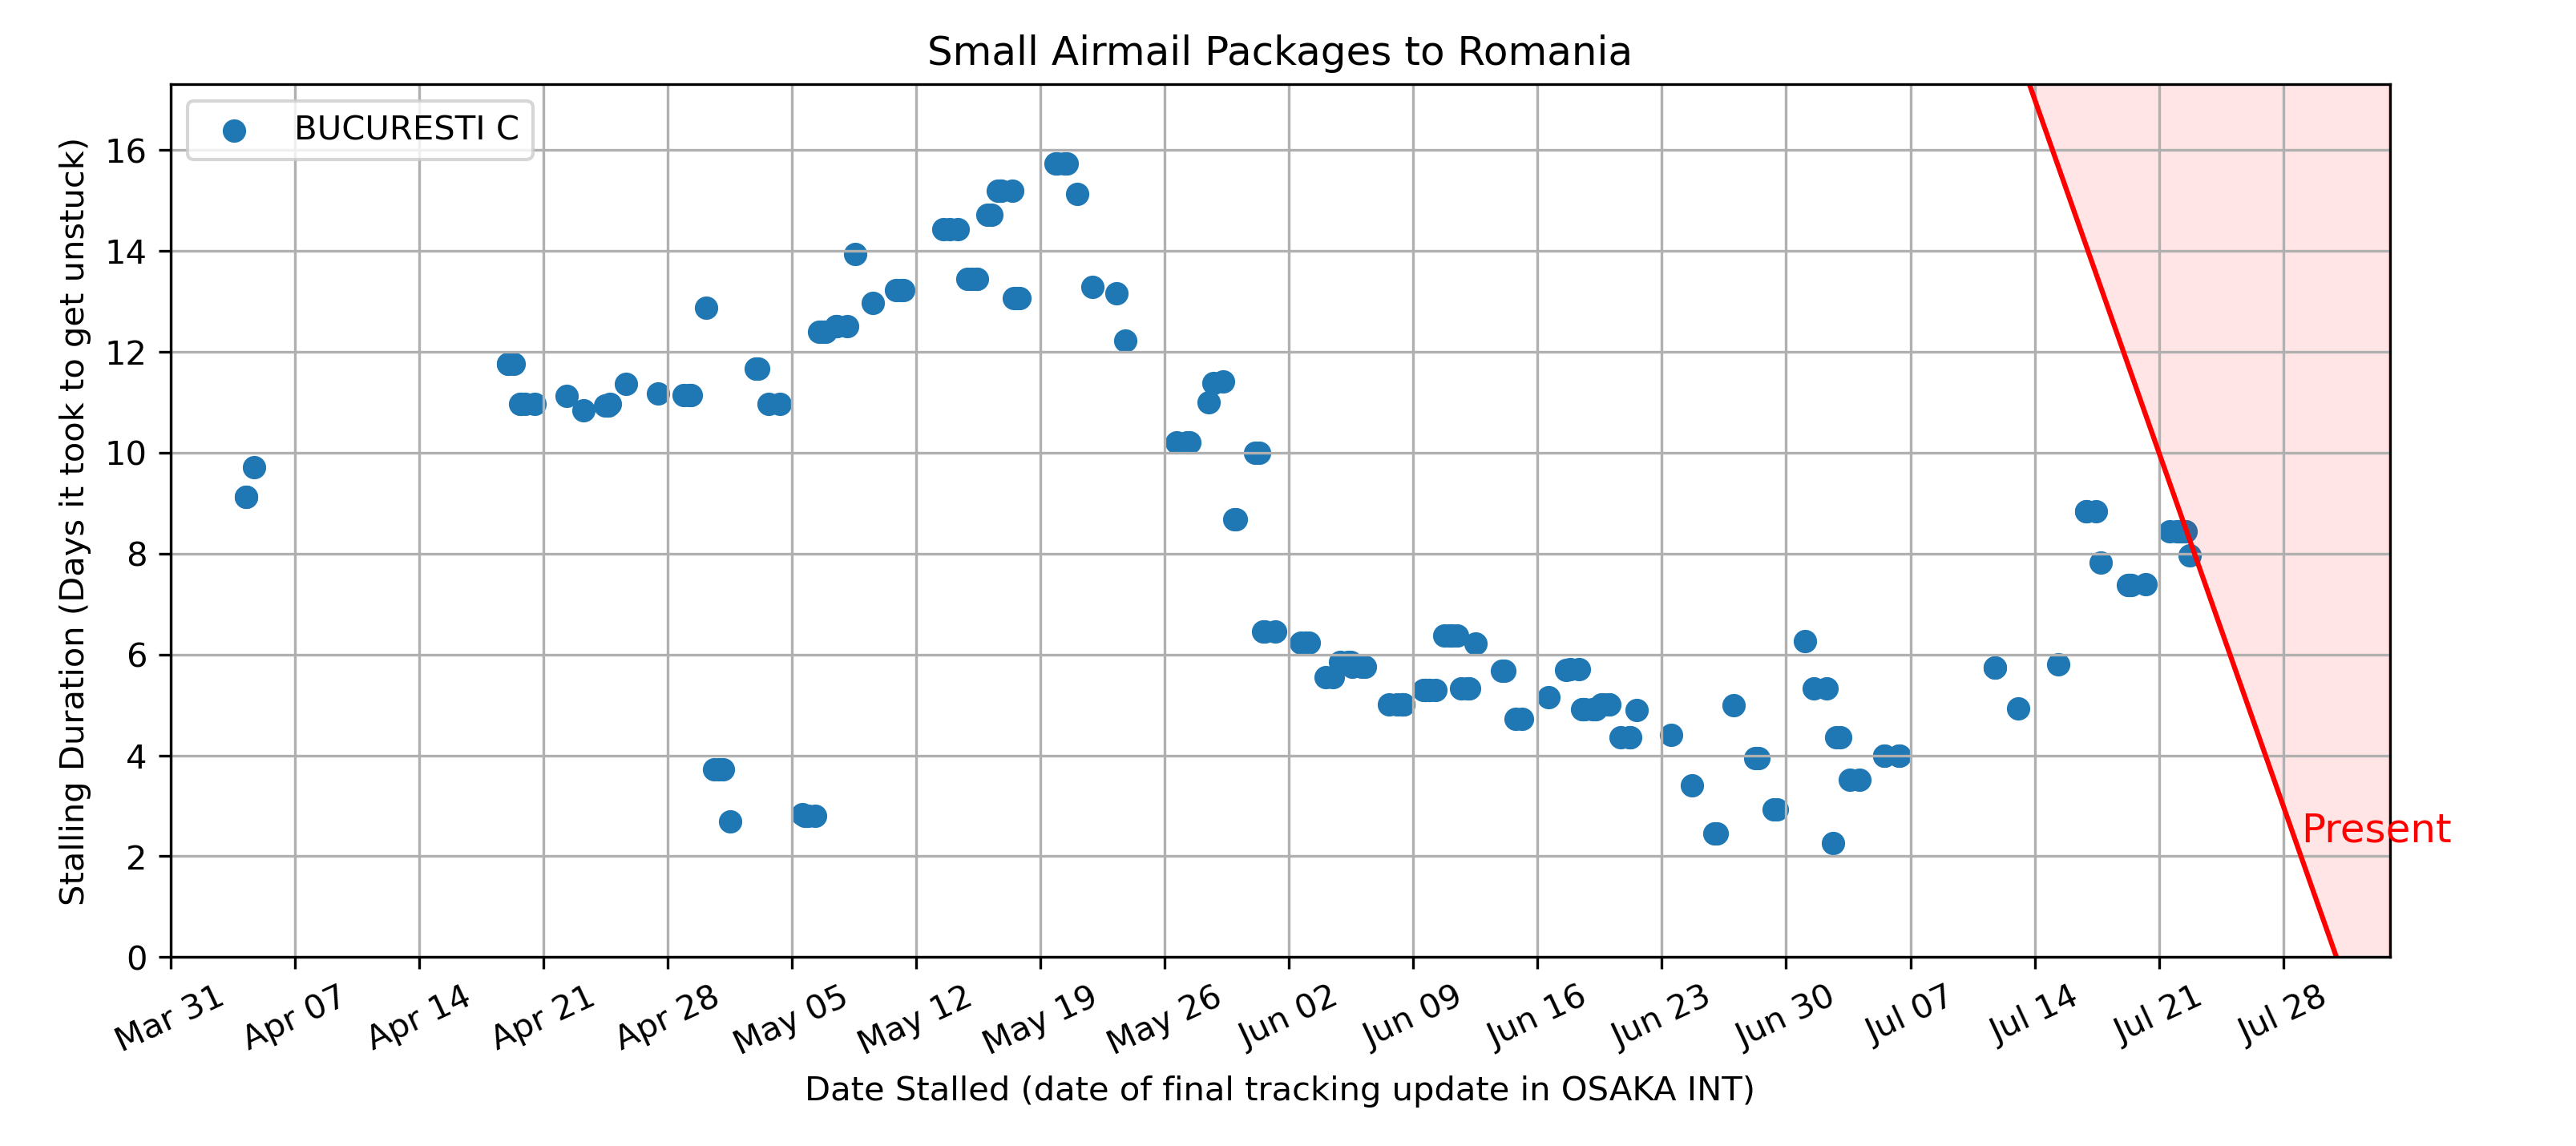 Small Airmail Packages to Romania
BUCURESTI C
Stalling Duration (Days it took to get unstuck)
16
14
12
10
8
6
4
2
0
Present
Mar 31
Apr 07
Apr 14
Apr 21
Apr 28
May 05
May 12
May 19
May 26
Jun 02
Jun 09
Jun 16
Jun 23
Jun 30
Jul 07
Jul 14
Jul 21
Jul 28
Date Stalled (date of final tracking update in OSAKA INT)